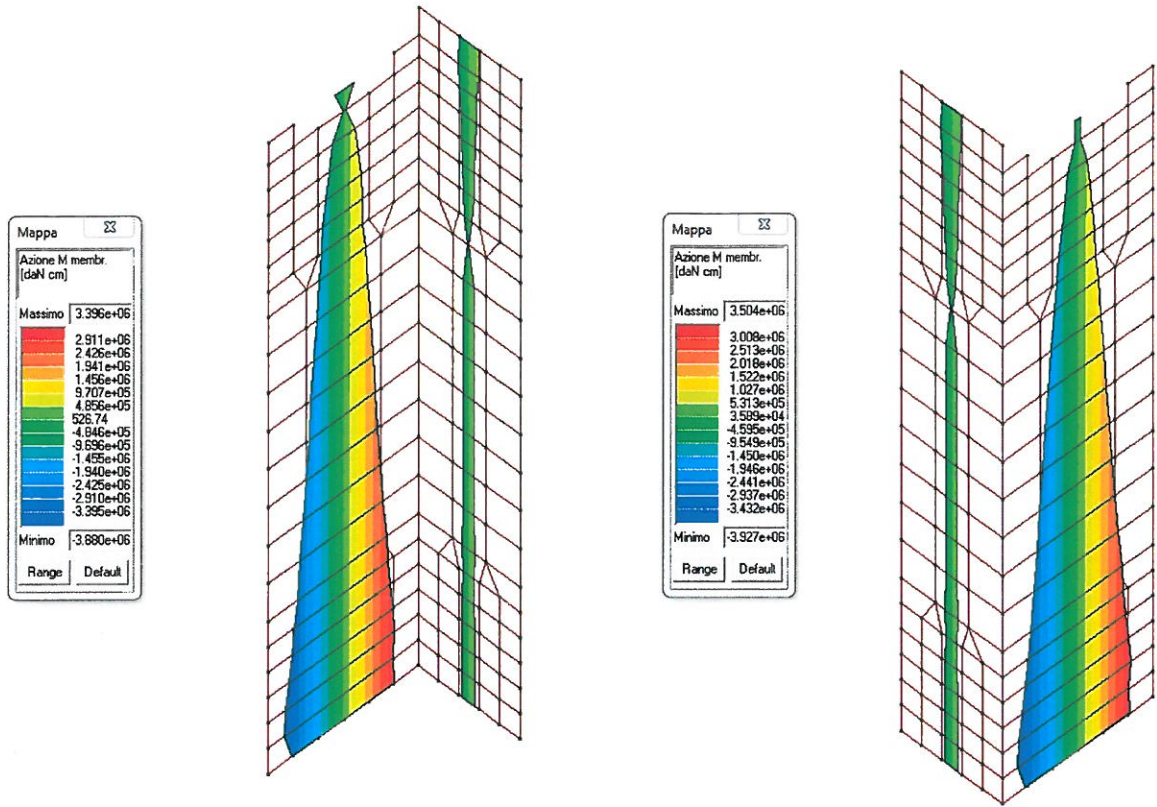 Mappa
Azione M membr.
[daN cm]
Massimo 3.396e+06
2.911e+06
2.426e+06
1.941e+06
1.456e+06
9.707e+05
4.856e+05
526.74
-4.846e+05
-9.696e+05
-1.455e+06
-1.940e+06
-2.425e+06
-2.910e+06
-3.395e+06
Minimo -3.880e+06
Range Default
Mappa
Azione M membr.
[daN cm]
Massimo 3.504e+06
3.008e+06
2.513e+06
2.018e+06
1.522e+06
1.027e+06
5.313e+05
3.589e+04
-4.595e+05
-9.549e+05
-1.450e+06
-1.946e+06
-2.441e+06
-2.937e+06
-3.432e+06
Minimo -3.927e+06
Range Default